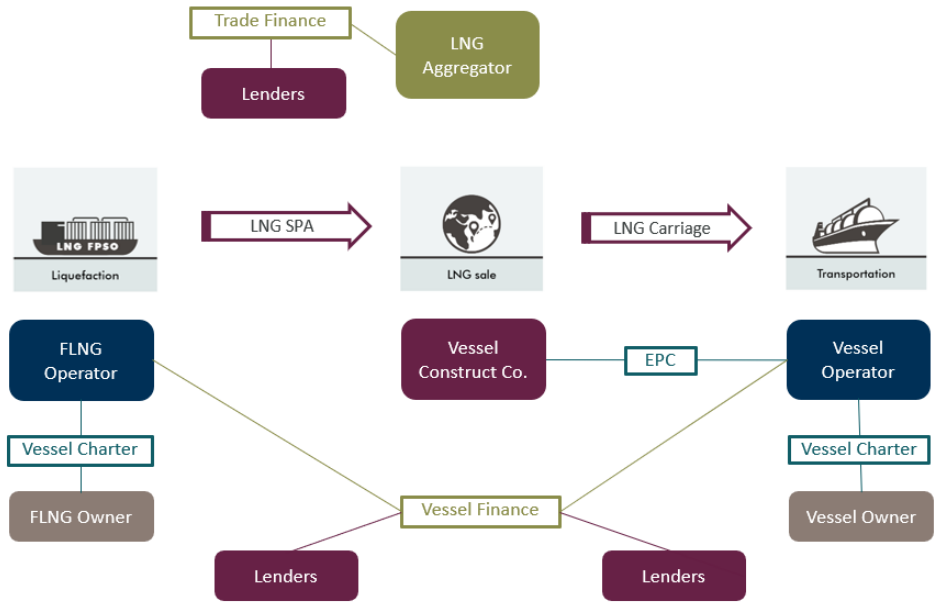 Trade Finance
LNG
Aggregator
Lenders
LNG FPSO
Liquefaction
LNG SPA
LNG sale
LNG Carriage
Transportation
FLNG
Operator
Vessel
Construct Co.
EPC
Vessel
Operator
Vessel Charter
Vessel Charter
FLNG Owner
Vessel Finance
Vessel Owner
Lenders
Lenders